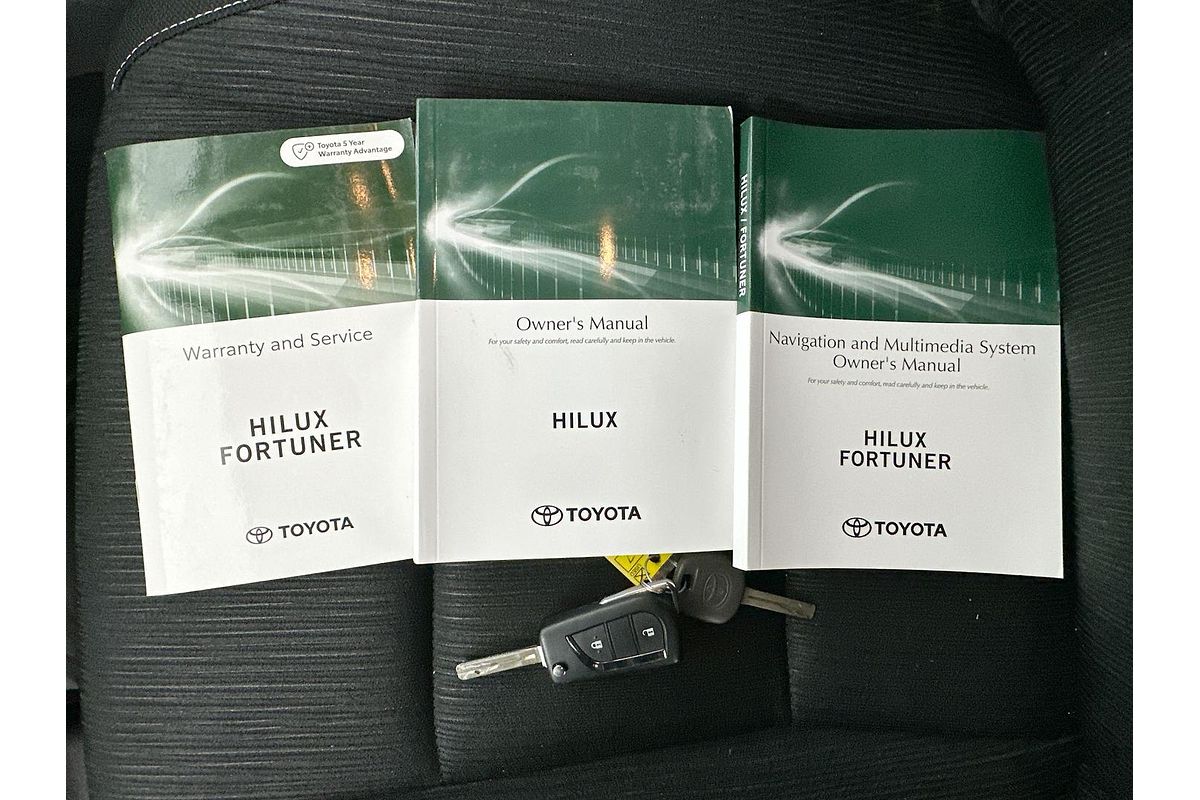 Toyota 5 Year
Warranty Advantage
Warranty and Service
HILUX
FORTUNER
TOYOTA
Owner's Manual
For your safety and comfort, read carefully and keep in the vehicle.
HILUX
TOYOTA
HILUX / FORTUNER
Navigation and Multimedia System
Owner's Manual
For your safety and comfort, read carefully and keep in the vehicle.
HILUX
FORTUNER
TOYOTA